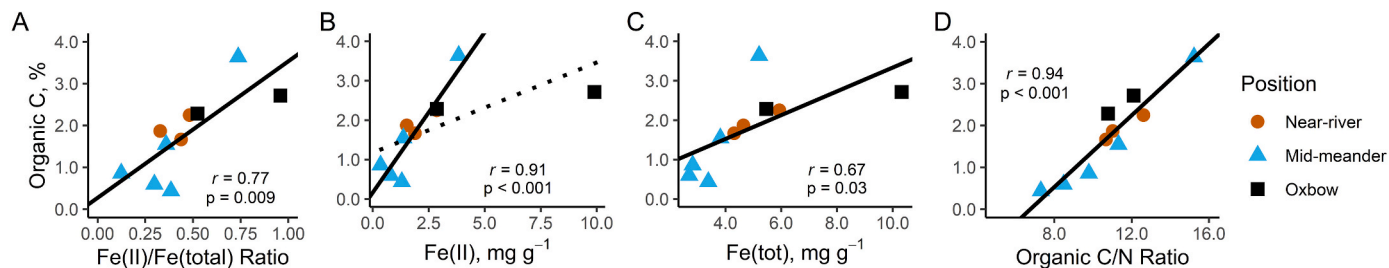 A
B
C
D
Organic C, %
4.0
3.0
2.0
1.0
0.0
r = 0.77
p = 0.009
0.00
0.25
0.50
0.75
1.00
Fe(II)/Fe(total) Ratio
4.0
3.0
2.0
1.0
0.0
r = 0.91
p < 0.001
0.0
2.5
5.0
7.5
10.0
Fe(II), mg g⁻¹
4.0
3.0
2.0
1.0
0.0
r = 0.67
p = 0.03
4.0
6.0
8.0
10.0
Fe(tot), mg g⁻¹
4.0
3.0
2.0
1.0
0.0
r = 0.94
p < 0.001
8.0
12.0
16.0
Organic C/N Ratio
Position
Near-river
Mid-meander
Oxbow